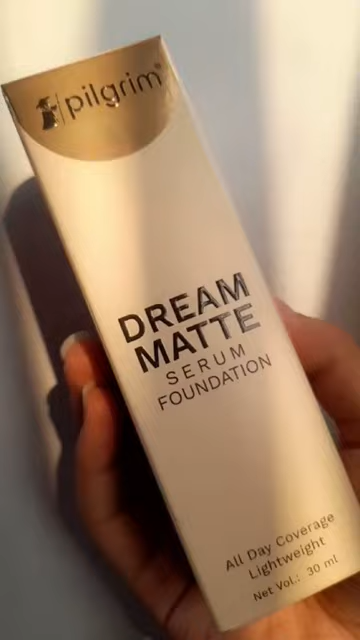 pilgrim®
DREAM
MATTE
SERUM
FOUNDATION
All Day Coverage
Lightweight
Net Vol.: 30 ml